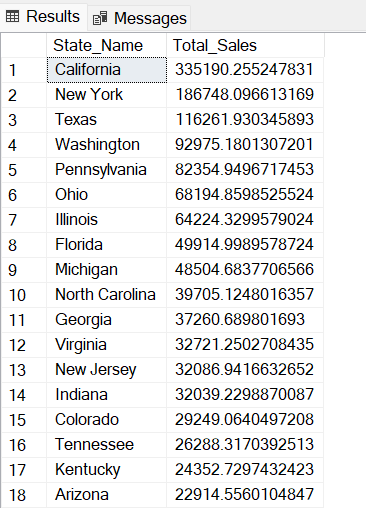 Results Messages
State_Name Total_Sales
1 California 335190.255247831
2 New York 186748.096613169
3 Texas 116261.930345893
4 Washington 92975.1801307201
5 Pennsylvania 82354.9496717453
6 Ohio 68194.8598525524
7 Illinois 64224.3299579024
8 Florida 49914.9989578724
9 Michigan 48504.6837706566
10 North Carolina 39705.1248016357
11 Georgia 37260.689801693
12 Virginia 32721.2502708435
13 New Jersey 32086.9416632652
14 Indiana 32039.2298870087
15 Colorado 29249.0640497208
16 Tennessee 26288.3170392513
17 Kentucky 24352.7297432423
18 Arizona 22914.5560104847